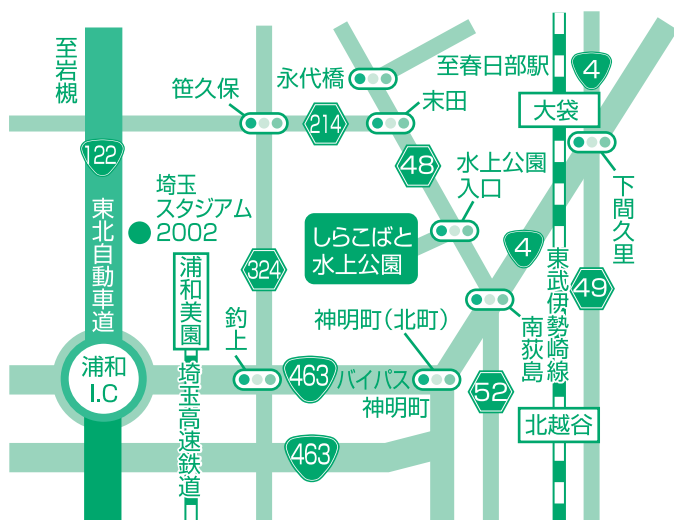 至岩槻
笹久保
永代橋
至春日部駅
4
大袋
122
214
末田
48
水上公園
入口
下間久里
埼玉
スタジアム
2002
東北自動車道
しらこばと
水上公園
4
浦和美園
324
東武伊勢崎線
49
釣上
神明町(北町)
南荻島
浦和
I.C
463
バイパス
神明町
52
埼玉高速鉄道
北越谷
463